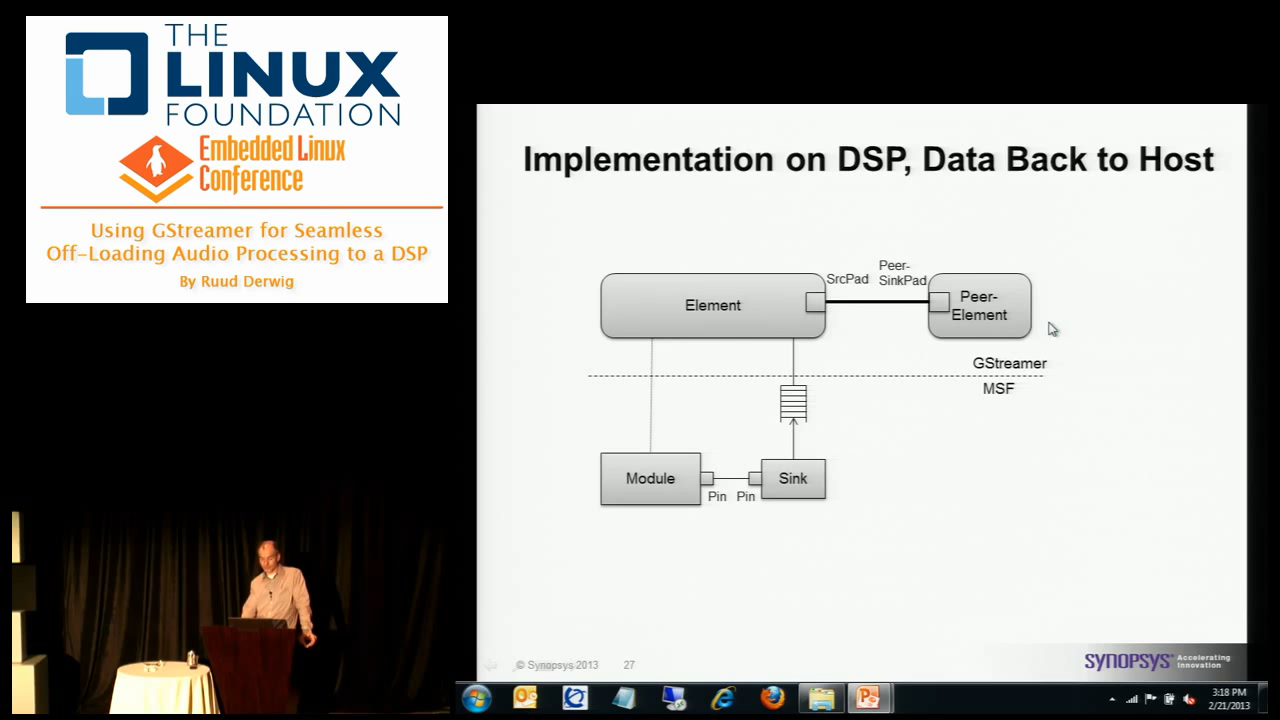 THE
LINUX
FOUNDATION
Embedded Linux
Conference
Using GStreamer for Seamless
Off-Loading Audio Processing to a DSP
By Ruud Derwig
Implementation on DSP, Data Back to Host
Element
SrcPad
Peer-
SinkPad
Peer-
Element
GStreamer
MSF
Module
Pin
Pin
Sink
© Synopsys 2013
27
SYNOPSYS
Accelerating
Innovation
3:18 PM
2/21/2013